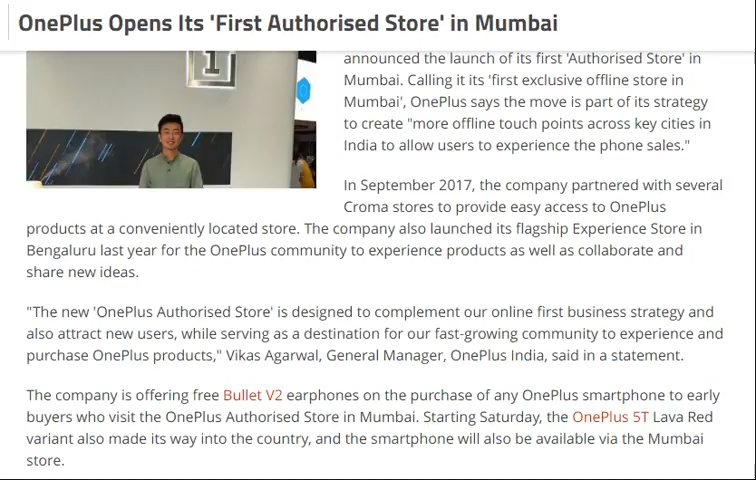 OnePlus Opens Its 'First Authorised Store' in Mumbai
1
announced the launch of its first 'Authorised Store' in
Mumbai. Calling it its 'first exclusive offline store in
Mumbai', OnePlus says the move is part of its strategy
to create "more offline touch points across key cities in
India to allow users to experience the phone sales."
In September 2017, the company partnered with several
Croma stores to provide easy access to OnePlus
products at a conveniently located store. The company also launched its flagship Experience Store in
Bengaluru last year for the OnePlus community to experience products as well as collaborate and
share new ideas.
"The new 'OnePlus Authorised Store' is designed to complement our online first business strategy and
also attract new users, while serving as a destination for our fast-growing community to experience and
purchase OnePlus products," Vikas Agarwal, General Manager, OnePlus India, said in a statement.
The company is offering free Bullet V2 earphones on the purchase of any OnePlus smartphone to early
buyers who visit the OnePlus Authorised Store in Mumbai. Starting Saturday, the OnePlus 5T Lava Red
variant also made its way into the country, and the smartphone will also be available via the Mumbai
store.